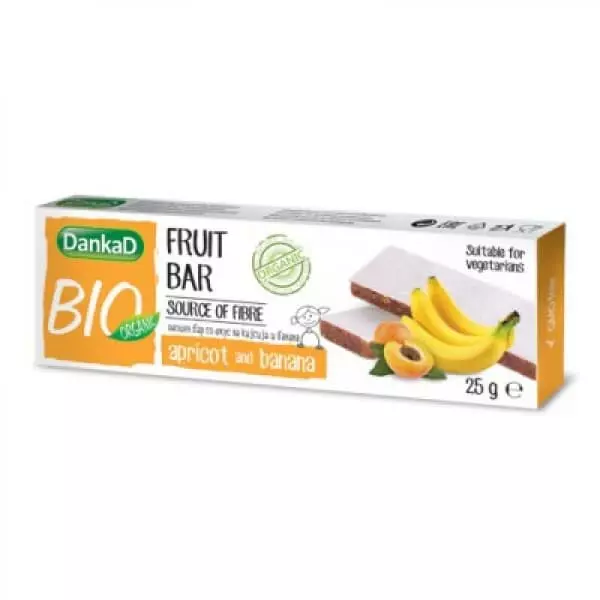 DankaD
BIO
ORGANIC
FRUIT
BAR
SOURCE OF FIBRE
apricot and banana
ORGANIC
Suitable for
vegetarians
25 g e